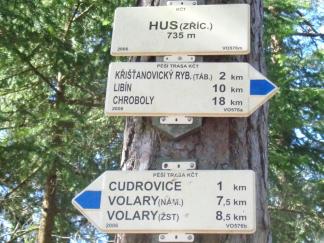 KČT
HUS (ZŘÍC.)
735 m
2006 VO576m
PĚŠÍ TRASA KČT
KŘIŠŤANOVICKÝ RYB. (TÁB.) 2 km
LIBÍN 10 km
CHROBOLY 18 km
2006 VO576a
PĚŠÍ TRASA KČT
CUDROVICE 1 km
VOLARY (NÁM.) 7,5 km
VOLARY (ŽST) 8,5 km
2006 VO576b